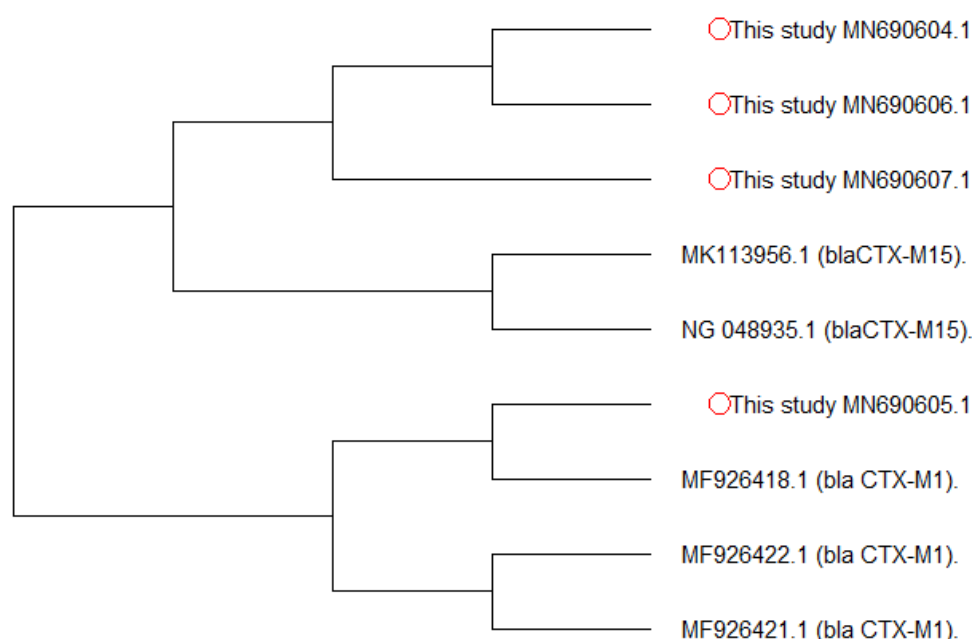 This study MN690604.1
This study MN690606.1
This study MN690607.1
MK113956.1 (blaCTX-M15).
NG 048935.1 (blaCTX-M15).
This study MN690605.1
MF926418.1 (bla CTX-M1).
MF926422.1 (bla CTX-M1).
MF926421.1 (bla CTX-M1).